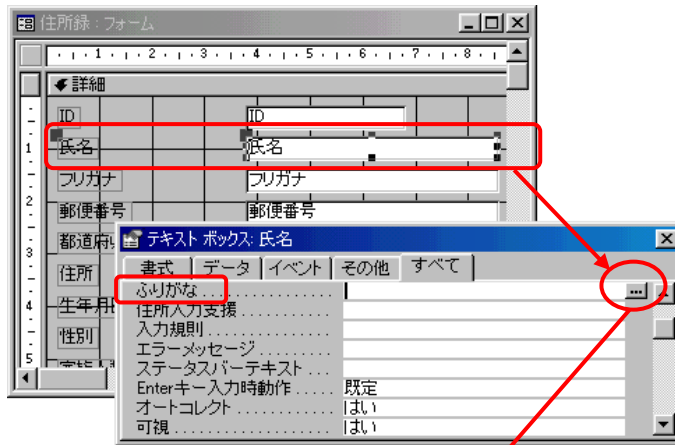 住所録 : フォーム
1 2 3 4 5 6 7 8
詳細
ID ID
1 氏名 氏名
フリガナ フリガナ
2 郵便番号 郵便番号
3 都道府
テキスト ボックス: 氏名
書式 データ イベント その他 すべて
住所
ふりがな ...
4 生年月
住所入力支援
入力規則
性別
エラーメッセージ
5
ステータスバーテキスト
Enterキー入力時動作 既定
オートコレクト はい
可視 はい